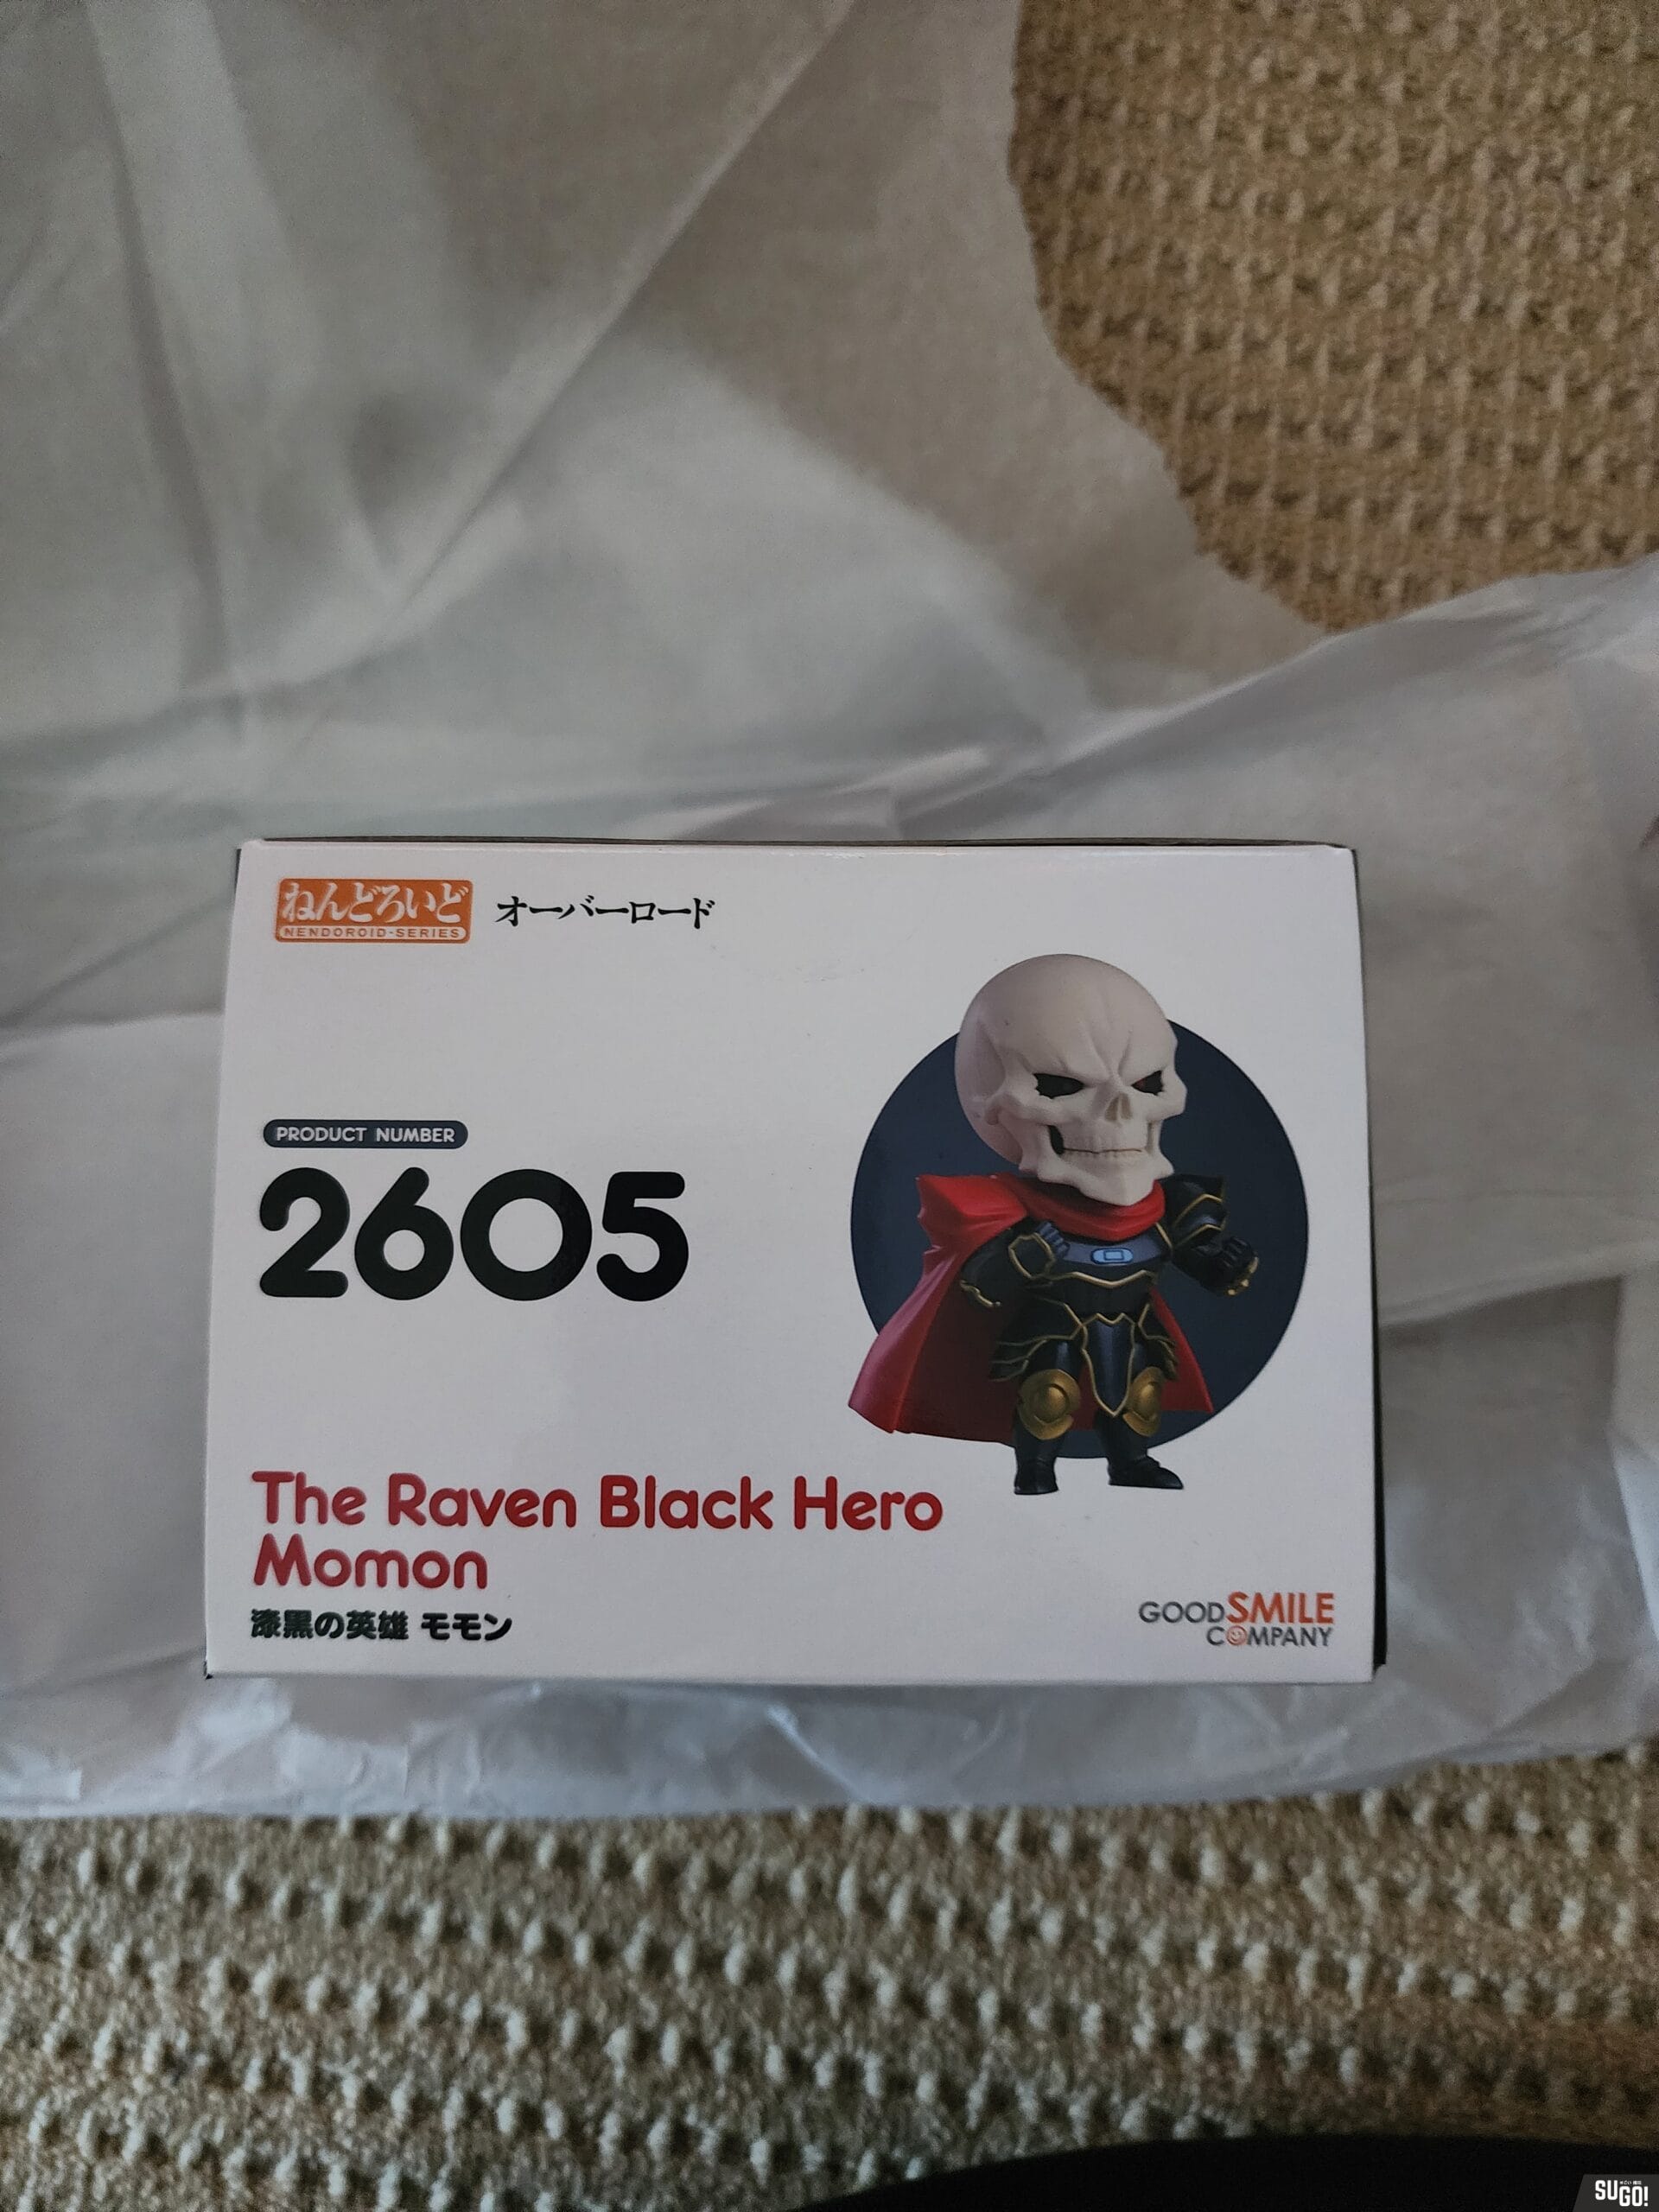 ねんどろいど
NENDOROID-SERIES
オーバーロード
PRODUCT NUMBER
2605
The Raven Black Hero
Momon
漆黒の英雄 モモン
GOOD SMILE
COMPANY
SUGO!